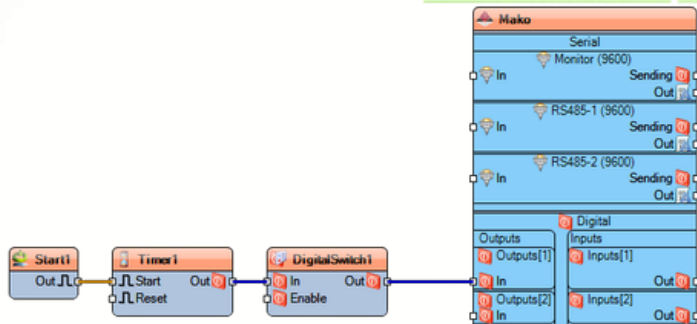 Mako
Serial
Monitor (9600)
In Sending
Out
RS485-1 (9600)
In Sending
Out
RS485-2 (9600)
In Sending
Out
Digital
Outputs Inputs
Outputs[1] Inputs[1]
In Out
Outputs[2] Inputs[2]
In Out
Start1
Out
Timer1
Start Out
Reset
DigitalSwitch1
In Out
Enable